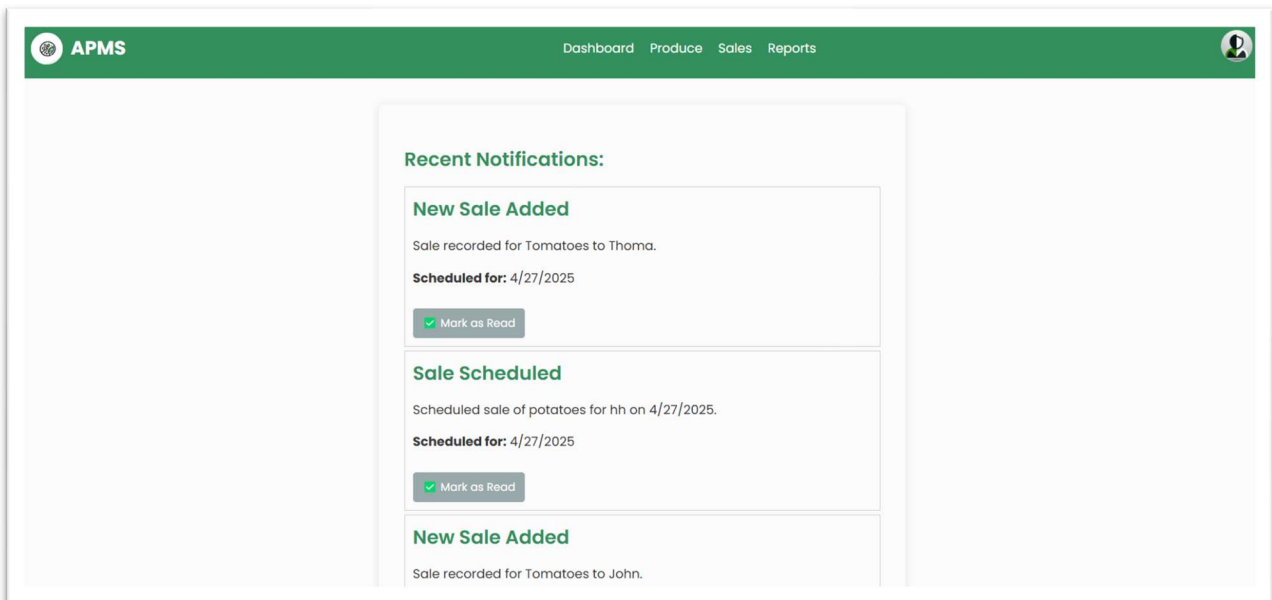 APMS
Dashboard Produce Sales Reports
Recent Notifications:
New Sale Added
Sale recorded for Tomatoes to Thoma.
Scheduled for: 4/27/2025
✅ Mark as Read
Sale Scheduled
Scheduled sale of potatoes for hh on 4/27/2025.
Scheduled for: 4/27/2025
✅ Mark as Read
New Sale Added
Sale recorded for Tomatoes to John.